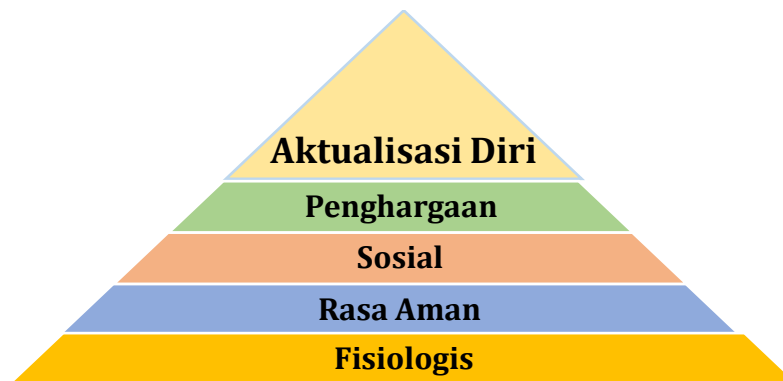 Aktualisasi Diri
Penghargaan
Sosial
Rasa Aman
Fisiologis